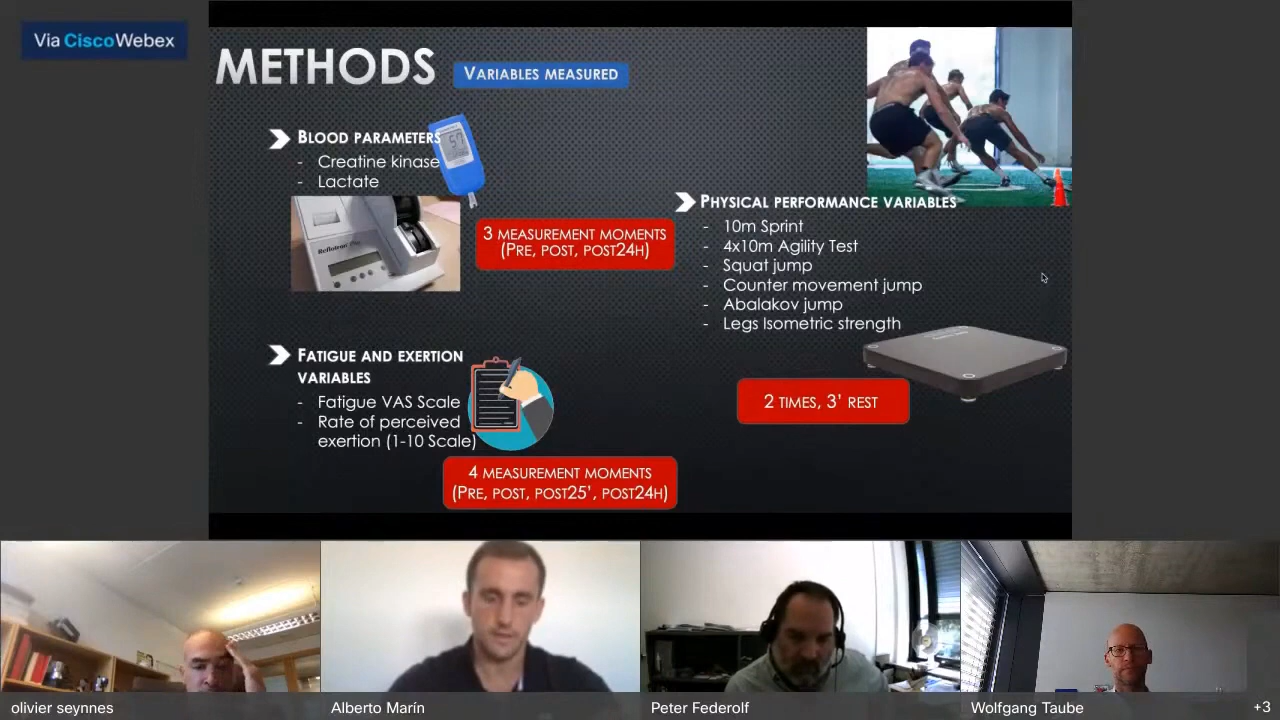 Via CiscoWebex
METHODS
VARIABLES MEASURED
BLOOD PARAMETERS
- Creatine kinase
- Lactate
57
Reflotron Plus
3 MEASUREMENT MOMENTS
(PRE, POST, POST24H)
FATIGUE AND EXERTION
VARIABLES
- Fatigue VAS Scale
- Rate of perceived
exertion (1-10 Scale)
4 MEASUREMENT MOMENTS
(PRE, POST, POST25’, POST24H)
PHYSICAL PERFORMANCE VARIABLES
- 10m Sprint
- 4x10m Agility Test
- Squat jump
- Counter movement jump
- Abalakov jump
- Legs Isometric strength
2 TIMES, 3’ REST
olivier seynnes
Alberto Marín
Peter Federolf
Wolfgang Taube
+3